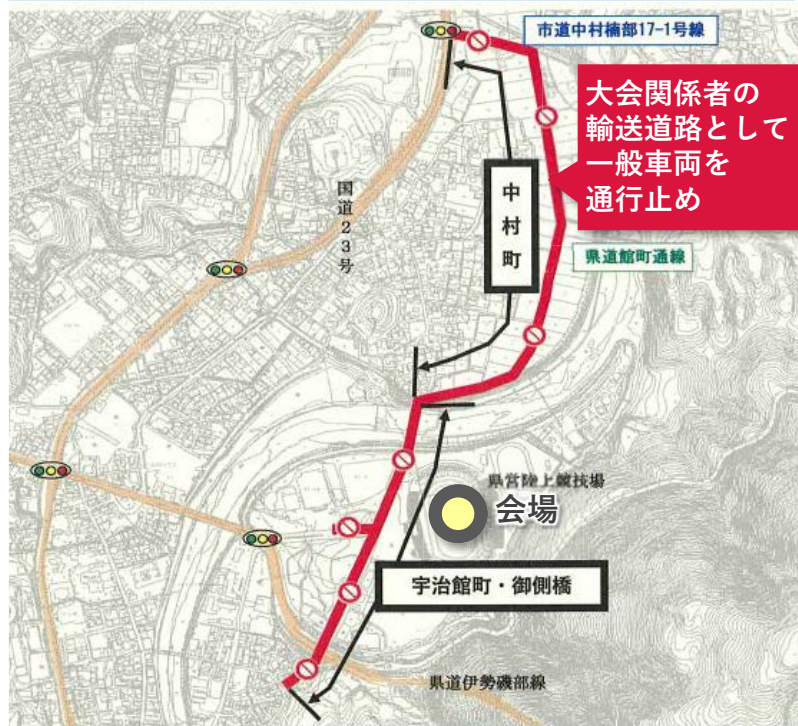 市道中村楠部17-1号線
大会関係者の
輸送道路として
一般車両を
通行止め
中村町
国道23号
県道館町通線
県営陸上競技場
会場
宇治館町・御側橋
県道伊勢磯部線